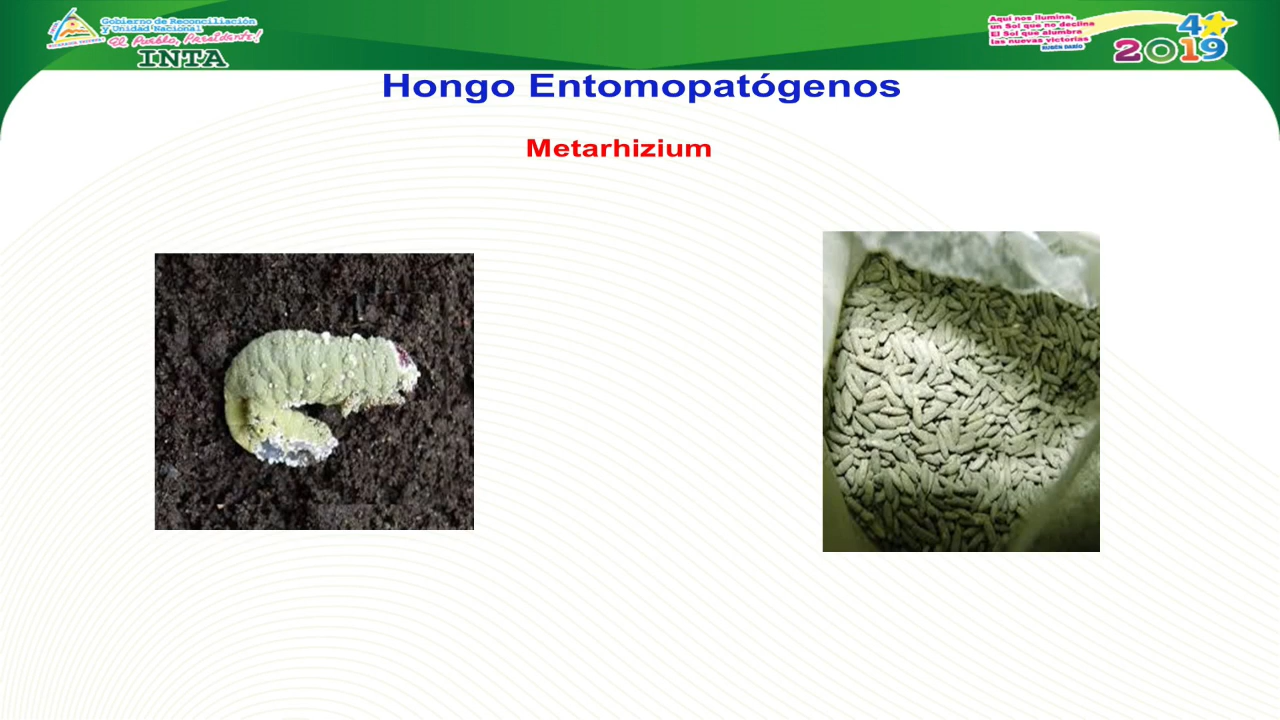 Gobierno de Reconciliación
y Unidad Nacional
El Pueblo, Presidente!
INTA
Aquí nos ilumina,
un Sol que no declina
El Sol que alumbra
las nuevas victorias
RUBÉN DARÍO
40
2019
Hongo Entomopatógenos
Metarhizium